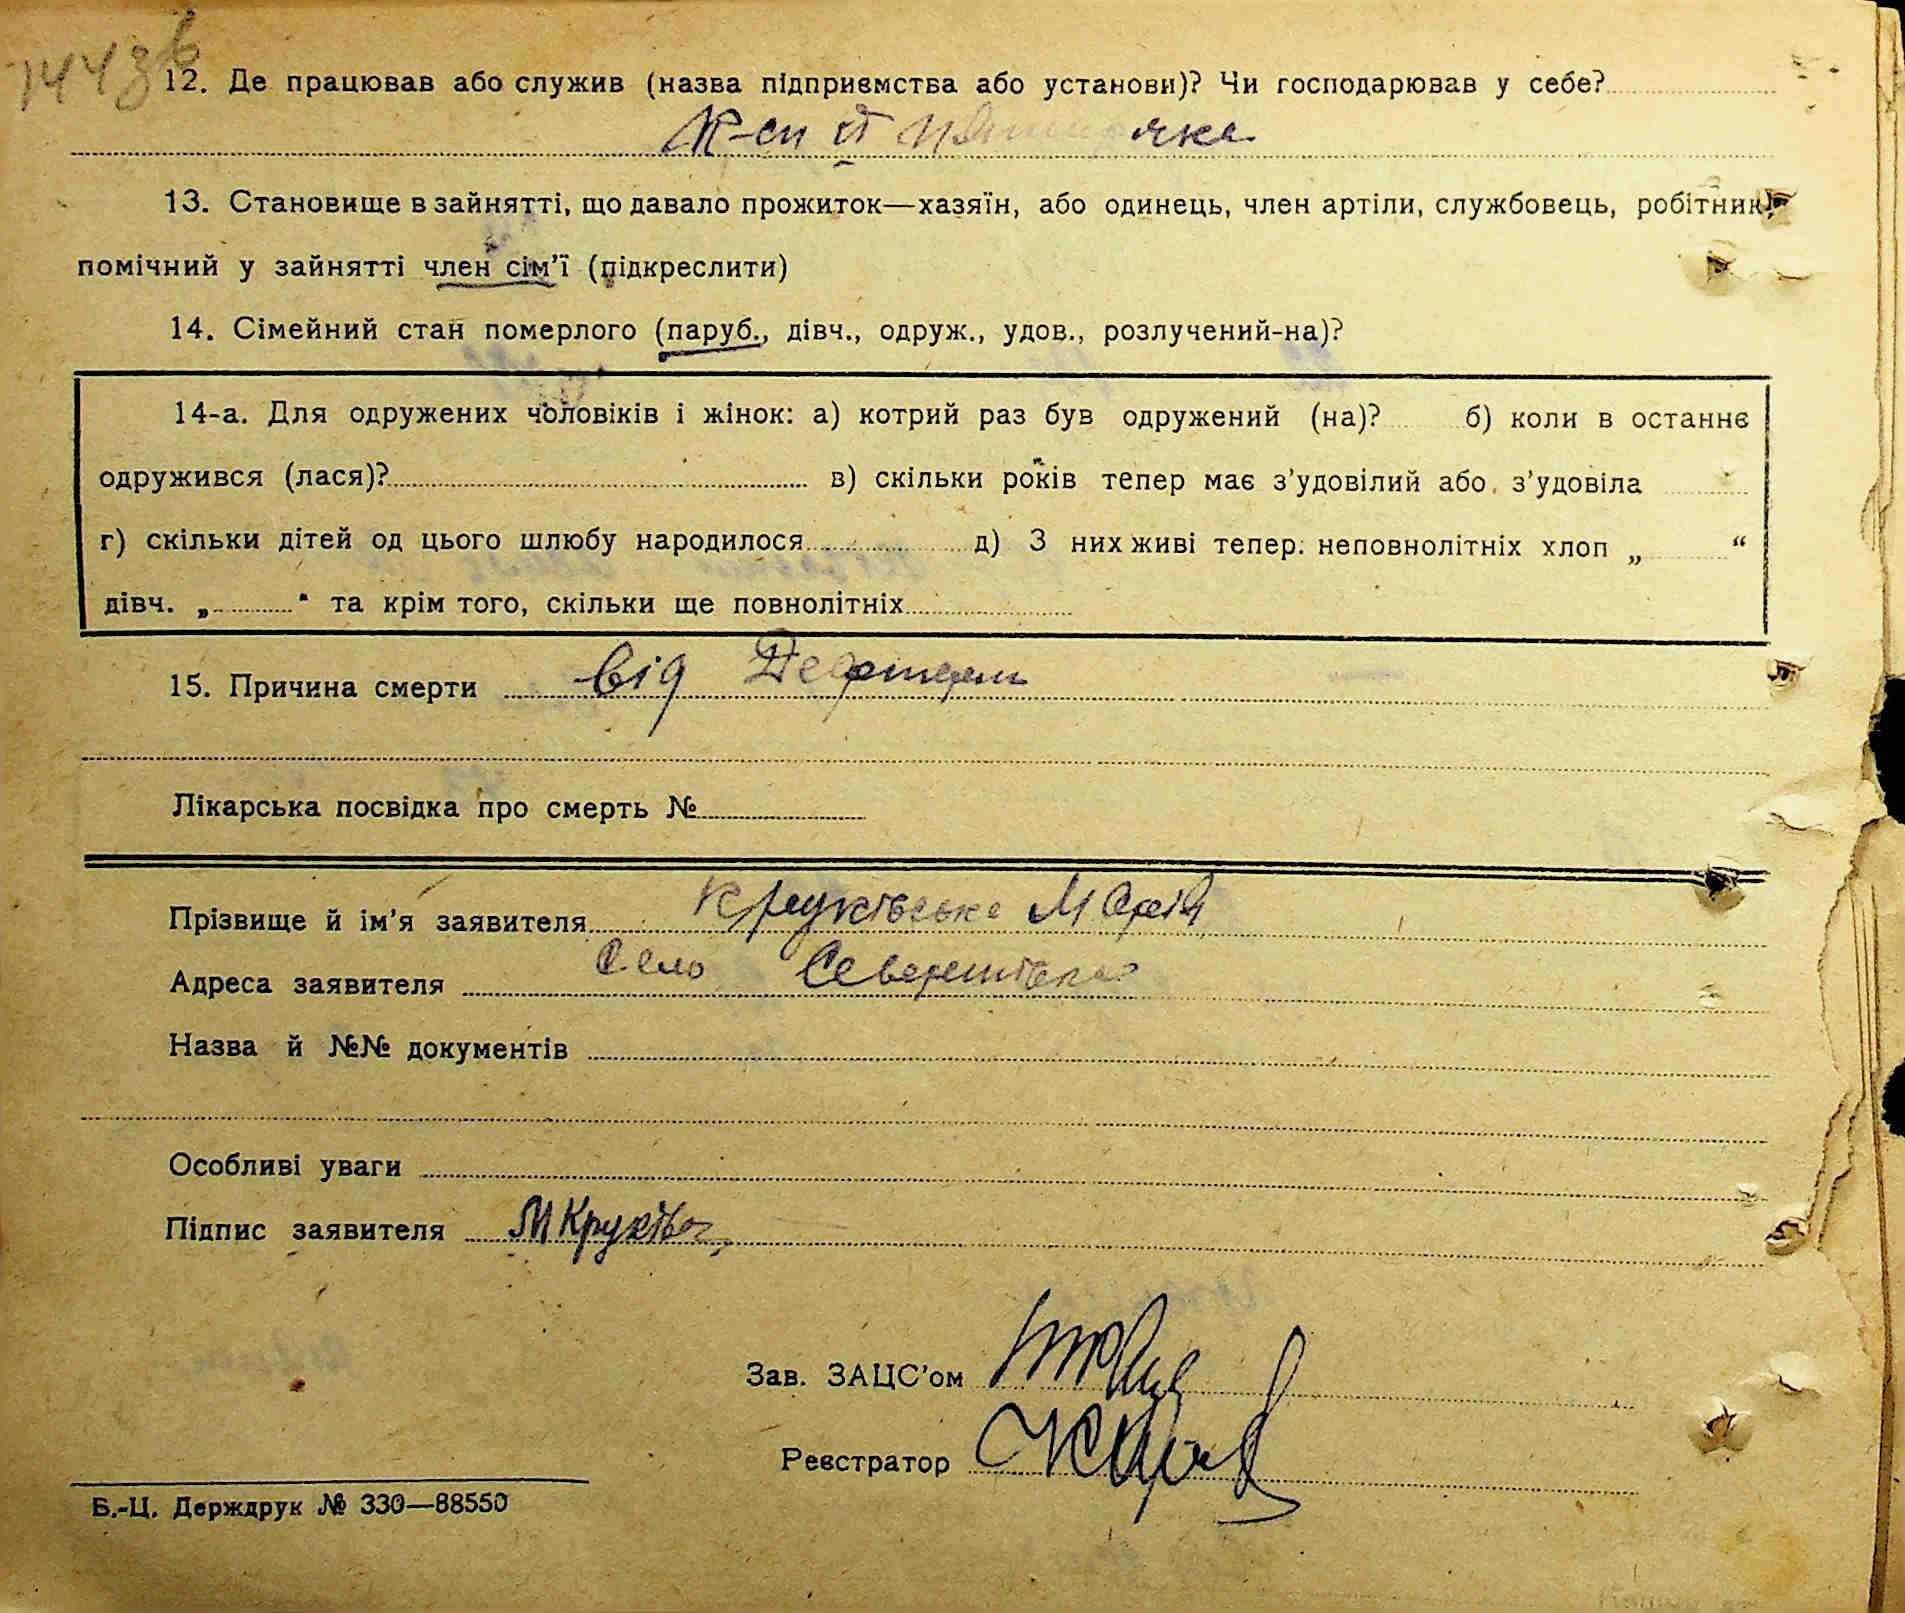 144зв
12. Де працював або служив (назва підприємства або установи)? Чи господарював у себе?
13. Становище в зайнятті, що давало прожиток—хазяїн, або одинець, член артіли, службовець, робітник,
помічний у зайнятті член сім'ї (підкреслити)
14. Сімейний стан померлого (паруб., дівч., одруж., удов., розлучений-на)?
14-а. Для одружених чоловіків і жінок: а) котрий раз був одружений (на)? б) коли в останнє
одружився (лася)? в) скільки років тепер має з'удовілий або з'удовіла
г) скільки дітей од цього шлюбу народилося д) З них живі тепер: неповнолітніх хлоп „ “
дівч. „ “ та крім того, скільки ще повнолітніх
15. Причина смерти від
Лікарська посвідка про смерть №
Прізвище й ім'я заявителя Круківське Марія
Адреса заявителя Село
Назва й №№ документів
Особливі уваги
Підпис заявителя МКруків
Зав. ЗАЦС'ом
Реєстратор
Б.-Ц. Держдрук № 330—88550